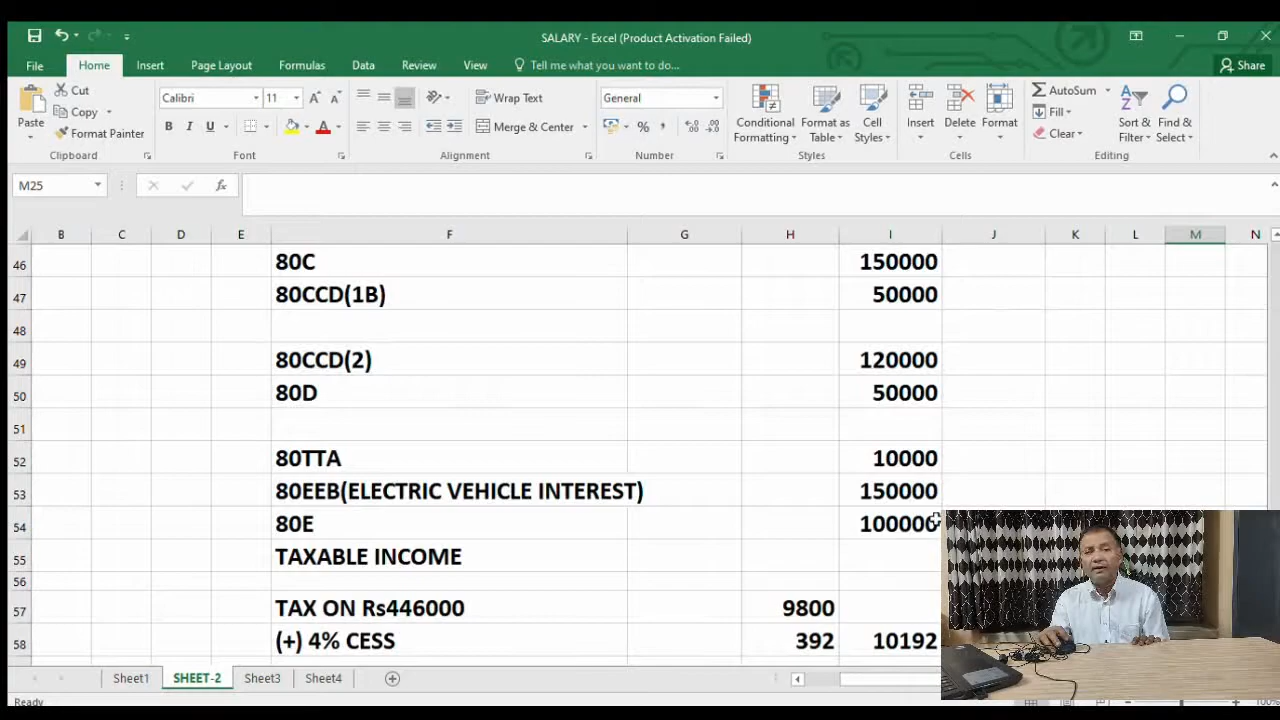 SALARY - Excel (Product Activation Failed)
File Home Insert Page Layout Formulas Data Review View Tell me what you want to do... Share
Cut
Copy
Format Painter
Paste
Clipboard
Calibri 11
B I U
Font
Wrap Text
Merge & Center
Alignment
General
Number
Conditional Formatting
Format as Table
Cell Styles
Styles
Insert
Delete
Format
Cells
AutoSum
Fill
Clear
Sort & Filter
Find & Select
Editing
M25 fx
B C D E F G H I J K L M N
46 80C 150000
47 80CCD(1B) 50000
48
49 80CCD(2) 120000
50 80D 50000
51
52 80TTA 10000
53 80EEB(ELECTRIC VEHICLE INTEREST) 150000
54 80E 100000
55 TAXABLE INCOME
56
57 TAX ON Rs446000 9800
58 (+) 4% CESS 392 10192
Sheet1 SHEET-2 Sheet3 Sheet4
Ready 100%